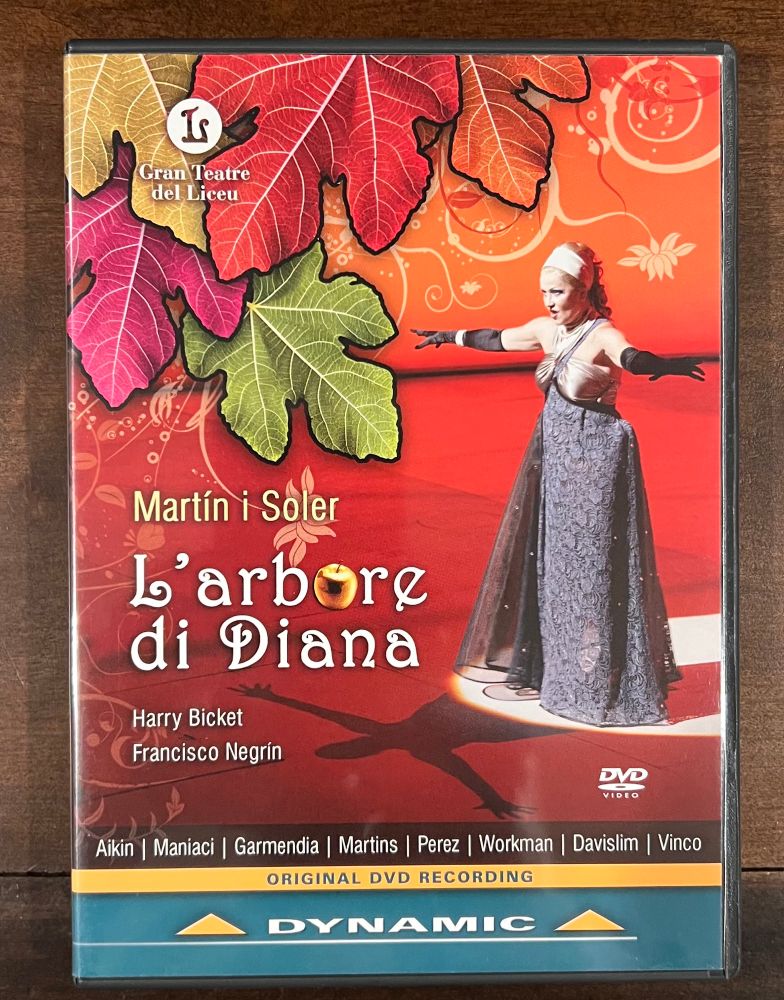 Ls
Gran Teatre
del Liceu
Martín i Soler
L'arbore
di Diana
Harry Bicket
Francisco Negrín
DVD
VIDEO
Aikin | Maniaci | Garmendia | Martins | Perez | Workman | Davislim | Vinco
ORIGINAL DVD RECORDING
DYNAMIC